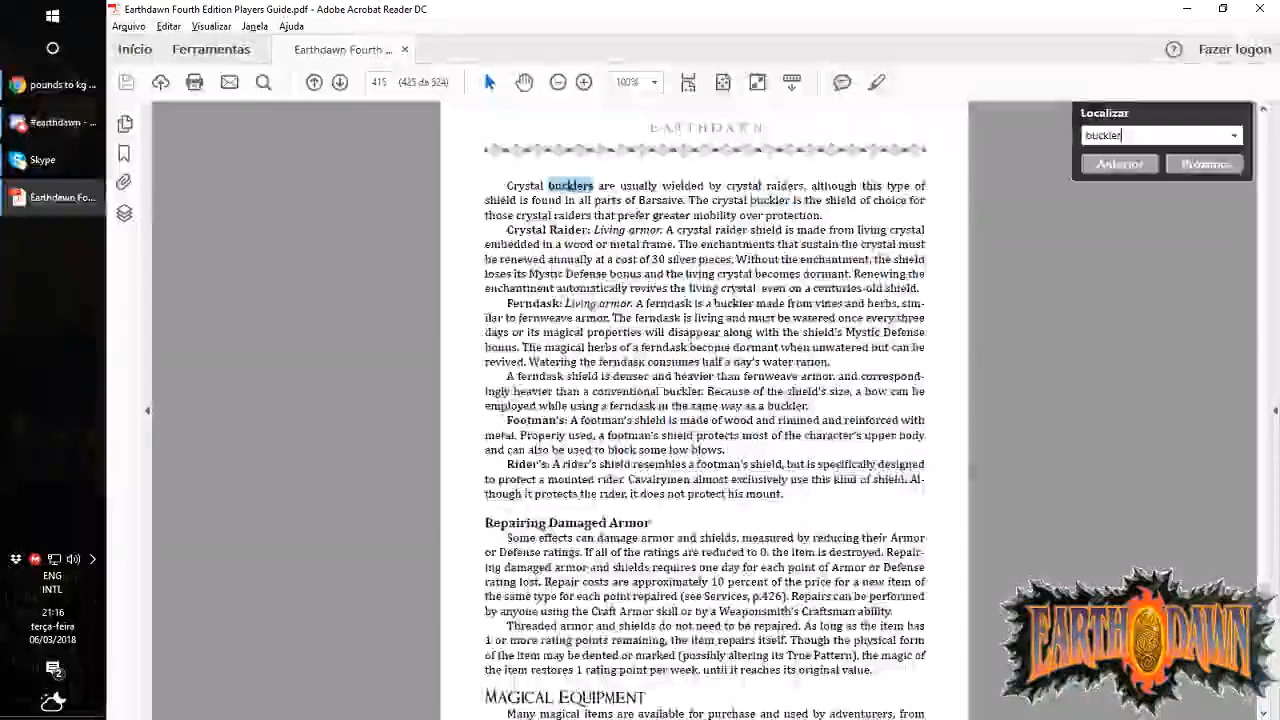 Earthdawn Fourth Edition Players Guide.pdf - Adobe Acrobat Reader DC
Arquivo Editar Visualizar Janela Ajuda
Início Ferramentas Earthdawn Fourth ... × ? Fazer logon
415 (425 de 524) 100%
pounds to kg ...
#earthdawn - ...
Skype
Earthdawn Fo...
Localizar
buckler
Anterior Próximo
EARTHDAWN
Crystal bucklers are usually wielded by crystal raiders, although this type of
shield is found in all parts of Barsaive. The crystal buckler is the shield of choice for
those crystal raiders that prefer greater mobility over protection.
Crystal Raider: Living armor. A crystal raider shield is made from living crystal
embedded in a wood or metal frame. The enchantments that sustain the crystal must
be renewed annually at a cost of 30 silver pieces. Without the enchantment, the shield
loses its Mystic Defense bonus and the living crystal becomes dormant. Renewing the
enchantment automatically revives the living crystal even on a centuries-old shield.
Ferndask: Living armor. A ferndask is a buckler made from vines and herbs, sim-
ilar to fernweave armor. The ferndask is living and must be watered once every three
days or its magical properties will disappear along with the shield's Mystic Defense
bonus. The magical herbs of a ferndask become dormant when unwatered but can be
revived. Watering the ferndask consumes half a day's water ration.
A ferndask shield is denser and heavier than fernweave armor, and correspond-
ingly heavier than a conventional buckler. Because of the shield's size, a bow can be
employed while using a ferndask in the same way as a buckler.
Footman's: A footman's shield is made of wood and rimmed and reinforced with
metal. Properly used, a footman's shield protects most of the character's upper body
and can also be used to block some low blows.
Rider's: A rider's shield resembles a footman's shield, but is specifically designed
to protect a mounted rider. Cavalrymen almost exclusively use this kind of shield. Al-
though it protects the rider, it does not protect his mount.
Repairing Damaged Armor
Some effects can damage armor and shields, measured by reducing their Armor
or Defense ratings. If all of the ratings are reduced to 0, the item is destroyed. Repair-
ing damaged armor and shields requires one day for each point of Armor or Defense
rating lost. Repair costs are approximately 10 percent of the price for a new item of
the same type for each point repaired (see Services, p.426). Repairs can be performed
by anyone using the Craft Armor skill or by a Weaponsmith's Craftsman ability.
Threaded armor and shields do not need to be repaired. As long as the item has
1 or more rating points remaining, the item repairs itself. Though the physical form
of the item may be dented or marked (possibly altering its True Pattern), the magic of
the item restores 1 rating point per week, until it reaches its original value.
MAGICAL EQUIPMENT
Many magical items are available for purchase and used by adventurers, from
ENG
INTL
21:16
terça-feira
06/03/2018
2
EARTHDAWN